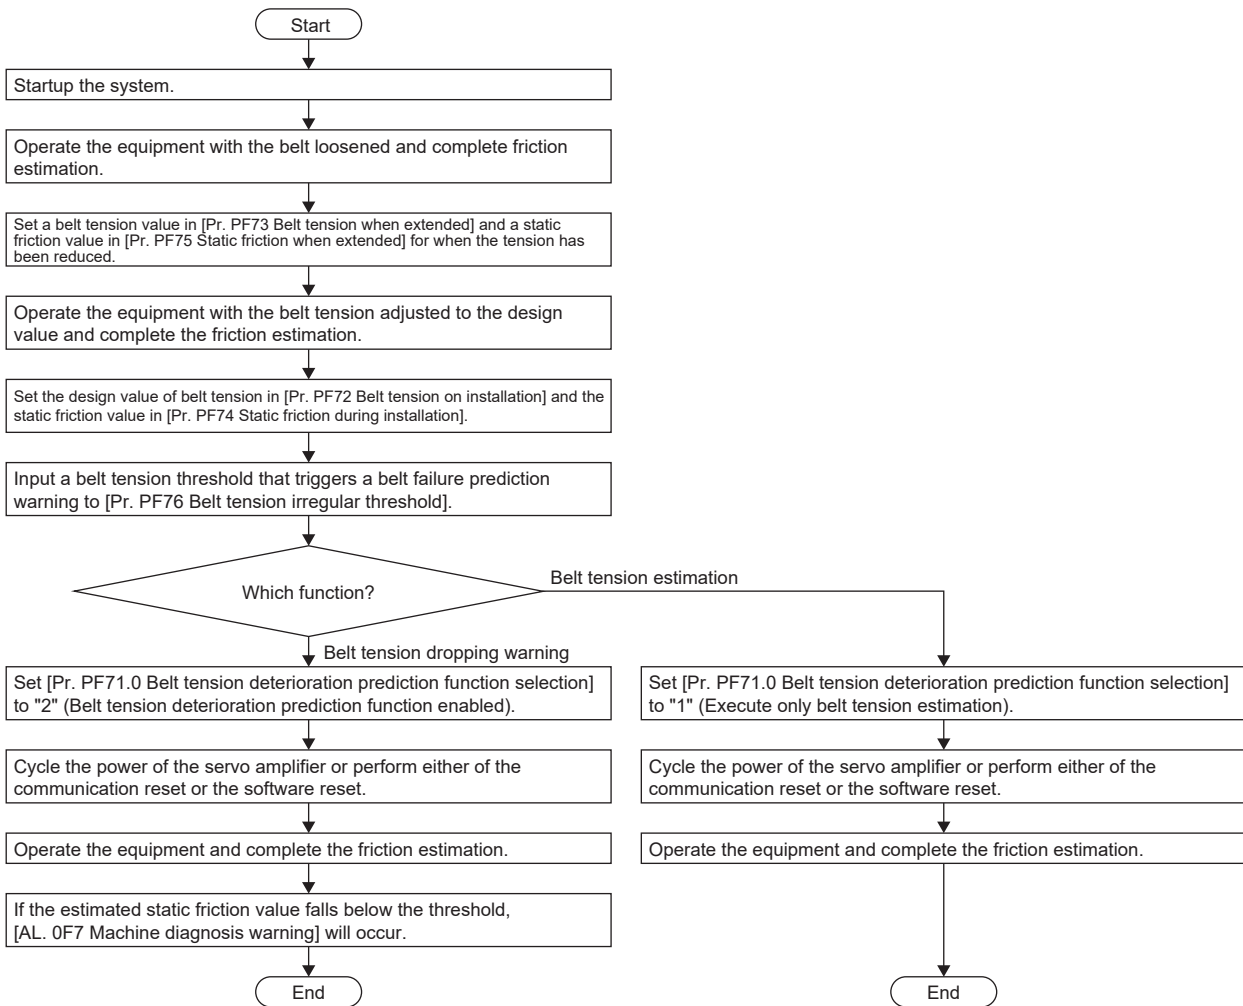 Start
Startup the system.
Operate the equipment with the belt loosened and complete friction
estimation.
Set a belt tension value in [Pr. PF73 Belt tension when extended] and a static
friction value in [Pr. PF75 Static friction when extended] for when the tension has
been reduced.
Operate the equipment with the belt tension adjusted to the design
value and complete the friction estimation.
Set the design value of belt tension in [Pr. PF72 Belt tension on installation] and the
static friction value in [Pr. PF74 Static friction during installation].
Input a belt tension threshold that triggers a belt failure prediction
warning to [Pr. PF76 Belt tension irregular threshold].
Which function?
Belt tension estimation
Belt tension dropping warning
Set [Pr. PF71.0 Belt tension deterioration prediction function selection]
to "2" (Belt tension deterioration prediction function enabled).
Cycle the power of the servo amplifier or perform either of the
communication reset or the software reset.
Operate the equipment and complete the friction estimation.
If the estimated static friction value falls below the threshold,
[AL. 0F7 Machine diagnosis warning] will occur.
End
Set [Pr. PF71.0 Belt tension deterioration prediction function selection]
to "1" (Execute only belt tension estimation).
Cycle the power of the servo amplifier or perform either of the
communication reset or the software reset.
Operate the equipment and complete the friction estimation.
End